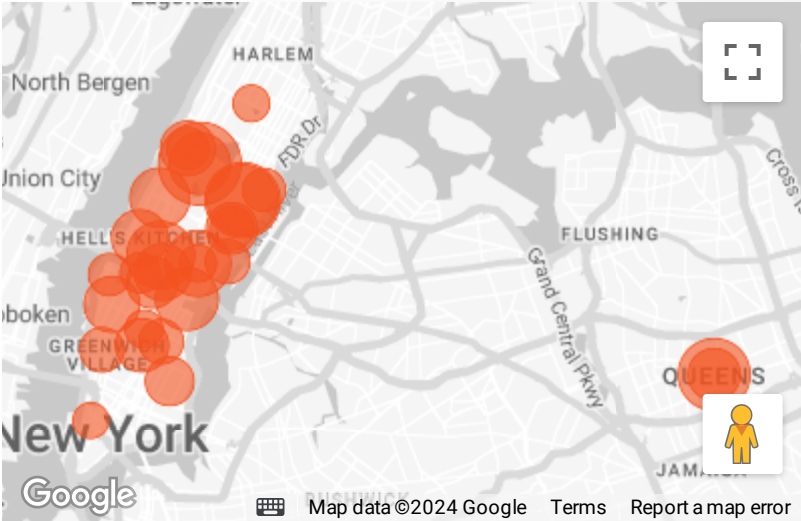 HARLEM
North Bergen
FDR Dr
Union City
HELL'S KITCHEN
FLUSHING
Grand Central Pkwy
GREENWICH
VILLAGE
QUEENS
New York
JAMAICA
BUSHWICK
Google
Map data ©2024 Google
Terms
Report a map error